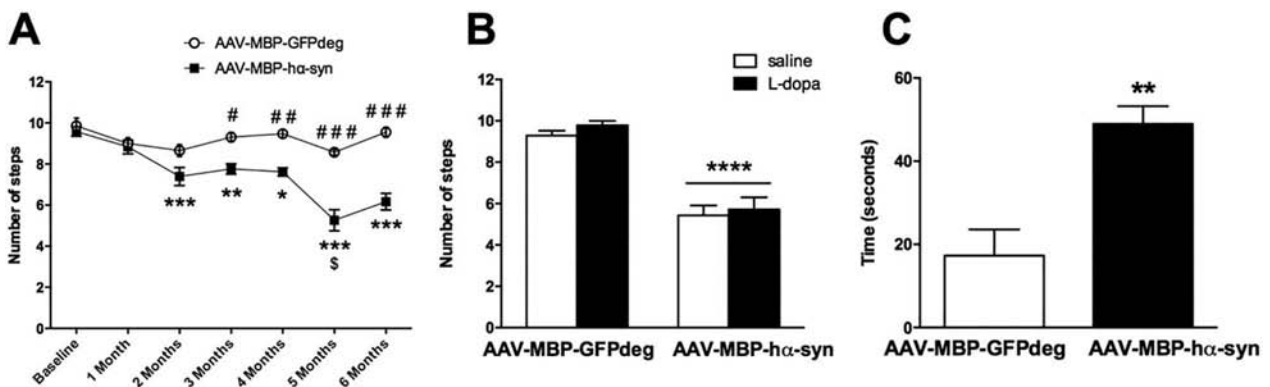 A
AAV-MBP-GFPdeg
AAV-MBP-hα-syn
Number of steps
12
10
8
6
4
2
0
#
##
###
###
***
**
*
***
$
***
Baseline
1 Month
2 Months
3 Months
4 Months
5 Months
6 Months
B
saline
L-dopa
Number of steps
12
10
8
6
4
2
0
****
AAV-MBP-GFPdeg
AAV-MBP-hα-syn
C
Time (seconds)
60
40
20
0
**
AAV-MBP-GFPdeg
AAV-MBP-hα-syn